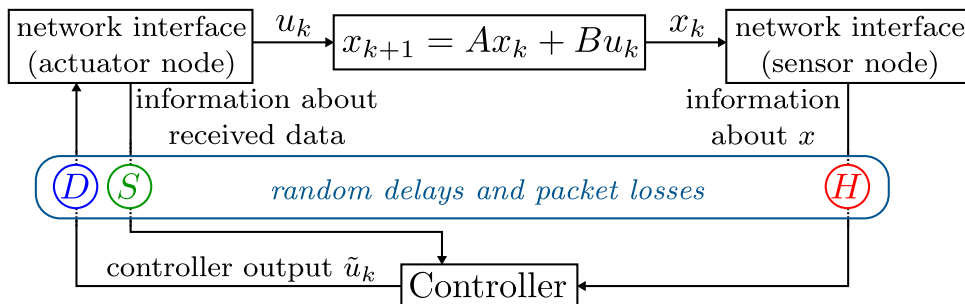 network interface
(actuator node)
u_k
x_{k+1} = Ax_k + Bu_k
x_k
network interface
(sensor node)
information about
received data
information
about x
D
S
random delays and packet losses
H
controller output ũ_k
Controller